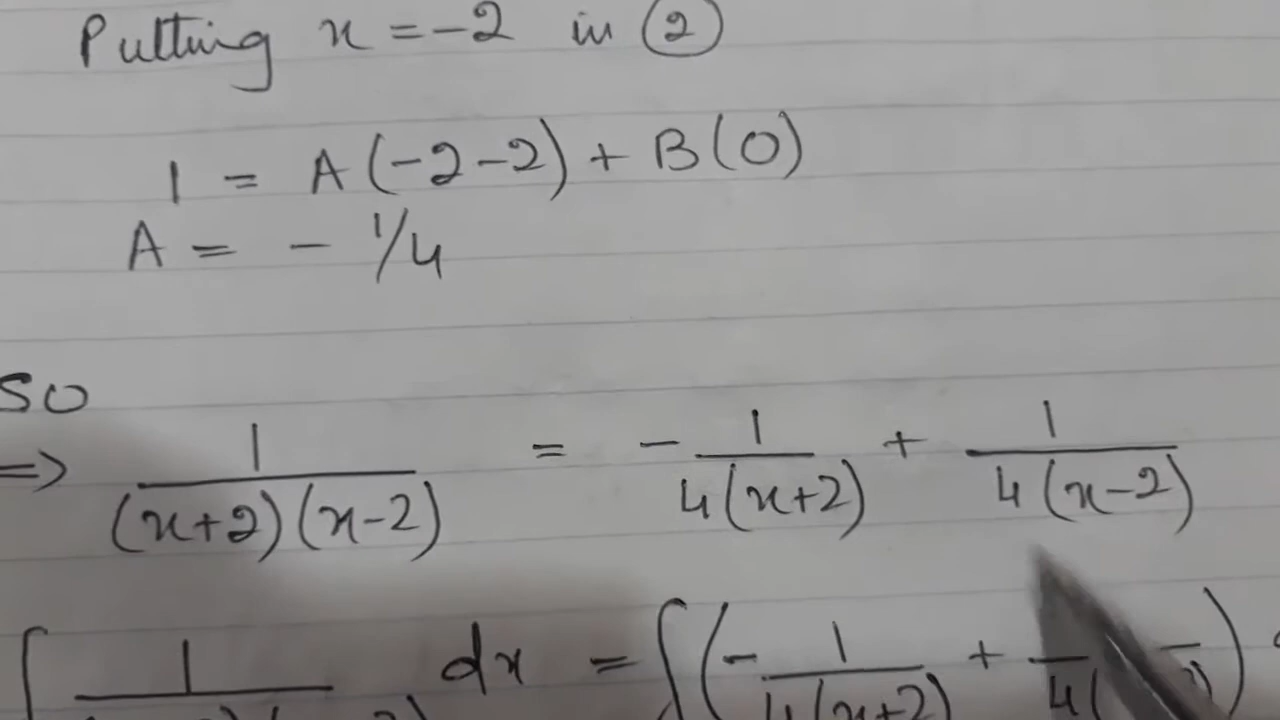 Putting x = -2 in ②
1 = A(-2-2) + B(0)
A = - 1/4
SO
⇒ 1/((x+2)(x-2)) = - 1/(4(x+2)) + 1/(4(x-2))
∫ 1 dx = ∫(- 1/(4(x+2)) + 4( )